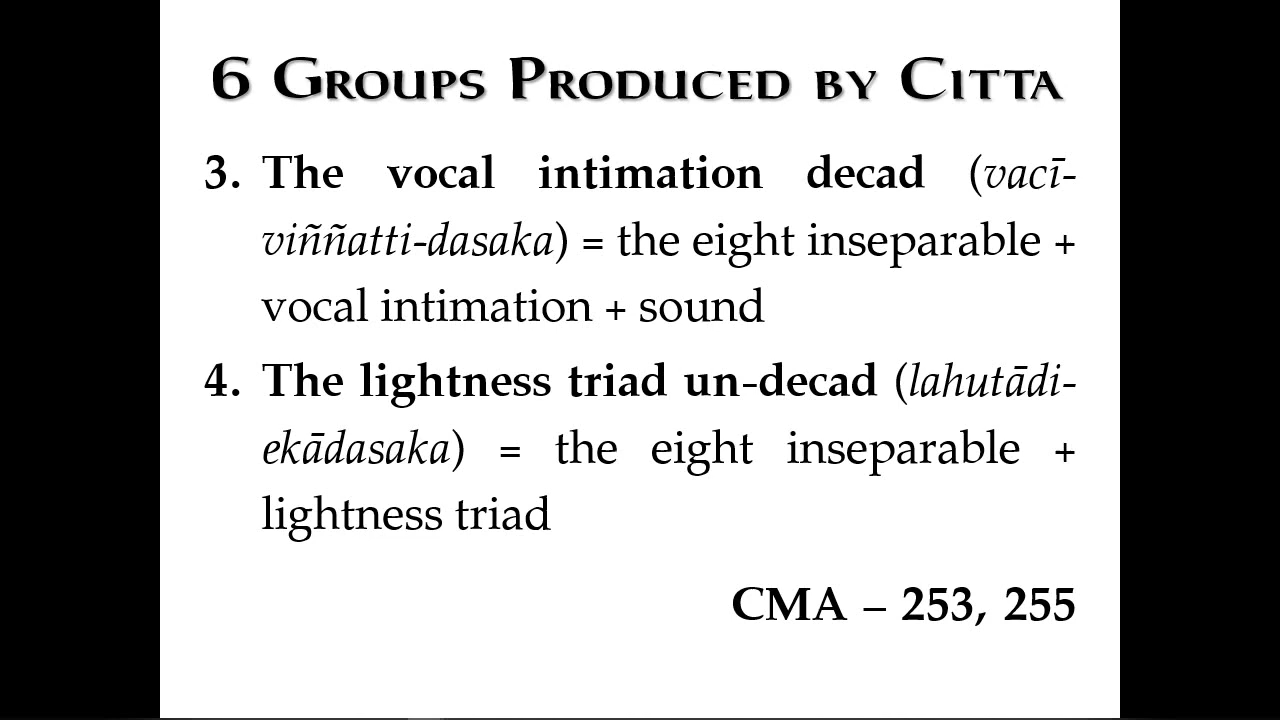 6 Groups Produced by Citta
3. The vocal intimation decad (vacī-
viññatti-dasaka) = the eight inseparable +
vocal intimation + sound
4. The lightness triad un-decad (lahutādi-
ekādasaka) = the eight inseparable +
lightness triad
CMA – 253, 255